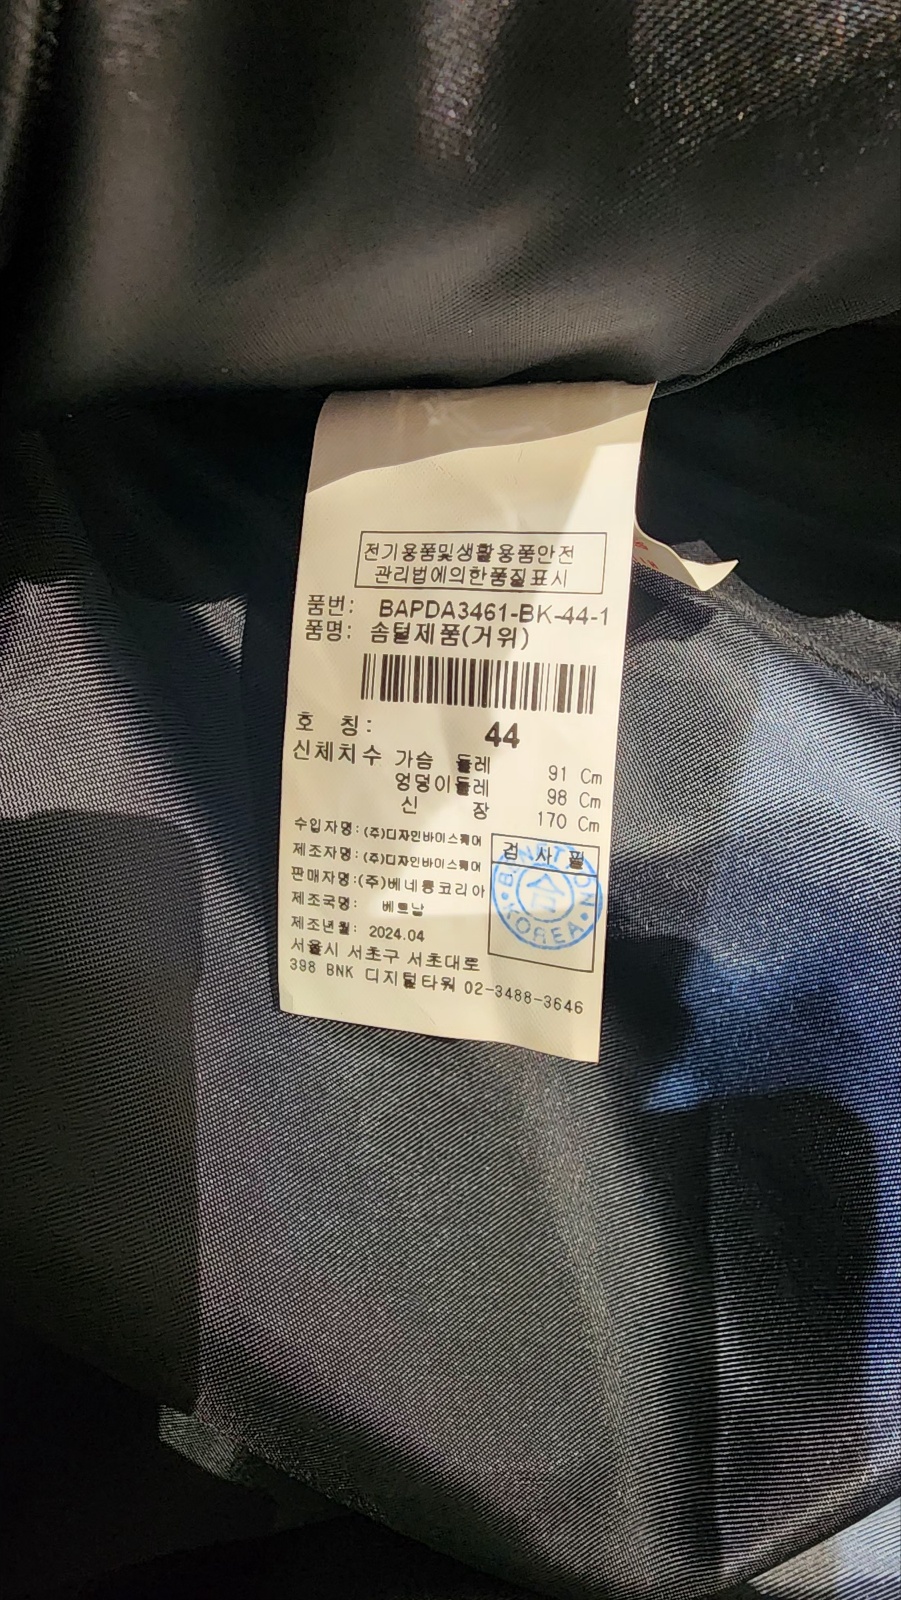 전기용품및생활용품안전
관리법에의한품질표시
품번: BAPDA3461-BK-44-1
품명: 솜털제품(거위)
호 칭: 44
신체치수 가슴 둘레 91 Cm
엉덩이둘레 98 Cm
신 장 170 Cm
수입자명:(주)디자인바이스퀘어
제조자명:(주)디자인바이스퀘어
판매자명:(주)베네통코리아
제조국명: 베트남
제조년월: 2024.04
서울시 서초구 서초대로
398 BNK 디지털타워 02-3488-3646
검 사 필
BENETTON
KOREA